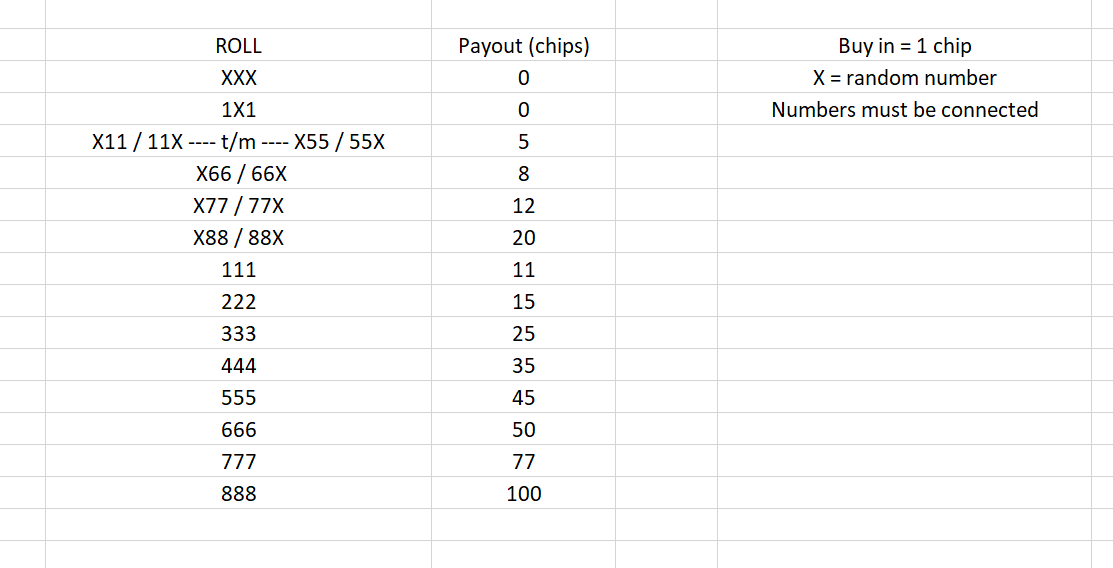 ROLL Payout (chips) Buy in = 1 chip
XXX 0 X = random number
1X1 0 Numbers must be connected
X11 / 11X ---- t/m ---- X55 / 55X 5
X66 / 66X 8
X77 / 77X 12
X88 / 88X 20
111 11
222 15
333 25
444 35
555 45
666 50
777 77
888 100